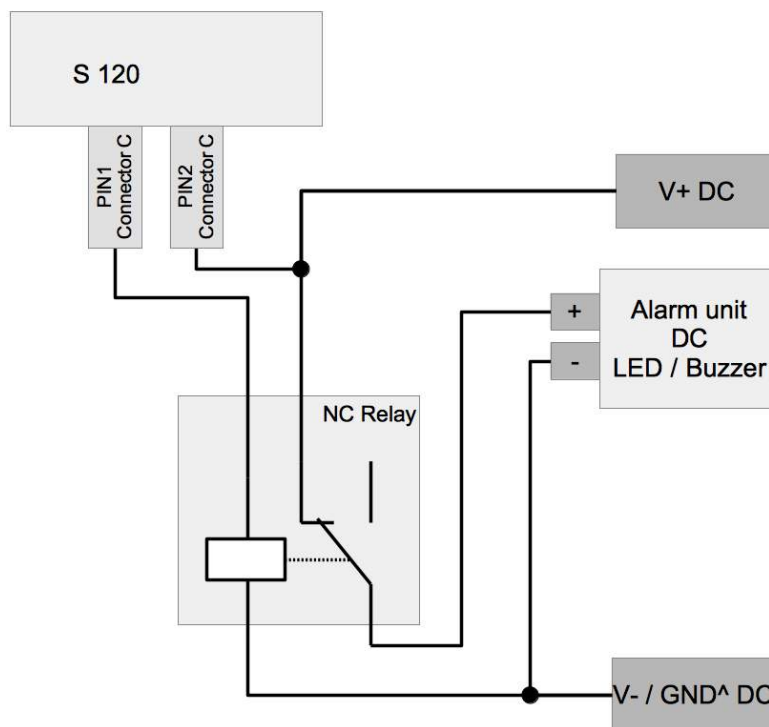 S 120
PIN1
Connector C
PIN2
Connector C
V+ DC
+
Alarm unit
DC
LED / Buzzer
-
NC Relay
V- / GND^ DC